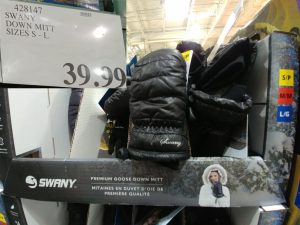 428147
SWANY
DOWN MITT
SIZES S - L
39.99
Swany
S/P
M/M
L/G
SWANY
PREMIUM GOOSE DOWN MITT
MITAINES EN DUVET D'OIE DE
PREMIÈRE QUALITÉ